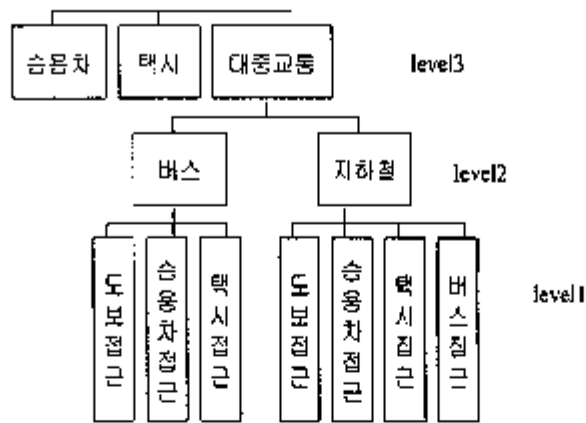 승용차 택시 대중교통 level3
버스 지하철 level2
도보접근 승용차접근 택시접근 도보접근 승용차접근 택시접근 버스접근 level1